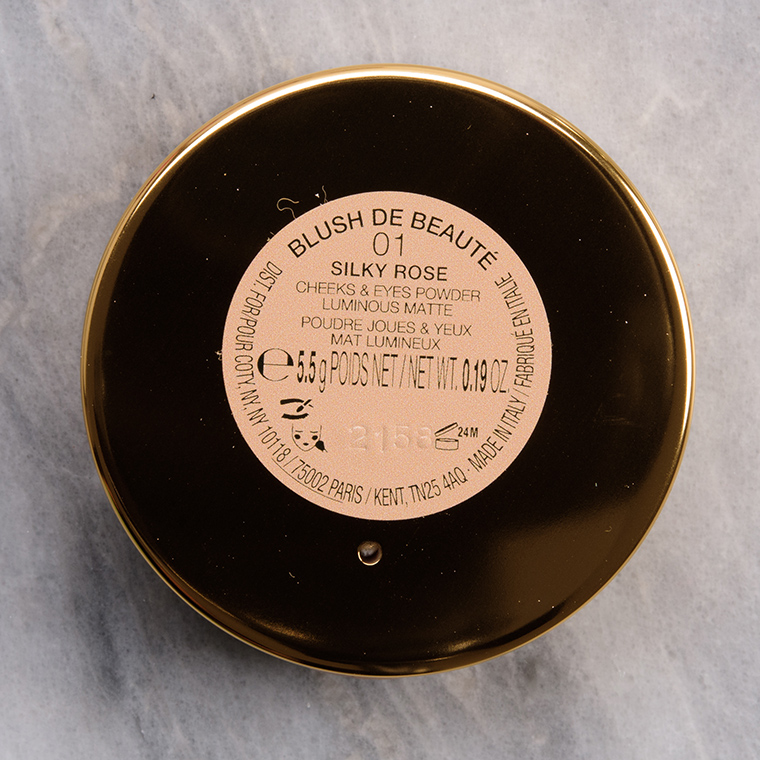 BLUSH DE BEAUTÉ
01
SILKY ROSE
CHEEKS & EYES POWDER
LUMINOUS MATTE
POUDRE JOUES & YEUX
MAT LUMINEUX
℮ 5.5 g POIDS NET / NET WT. 0.19 OZ.
2158
24M
DIST. FOR/POUR COTY, NY, NY 10118 / 75002 PARIS / KENT, TN25 4AQ · MADE IN ITALY / FABRIQUÉ EN ITALIE